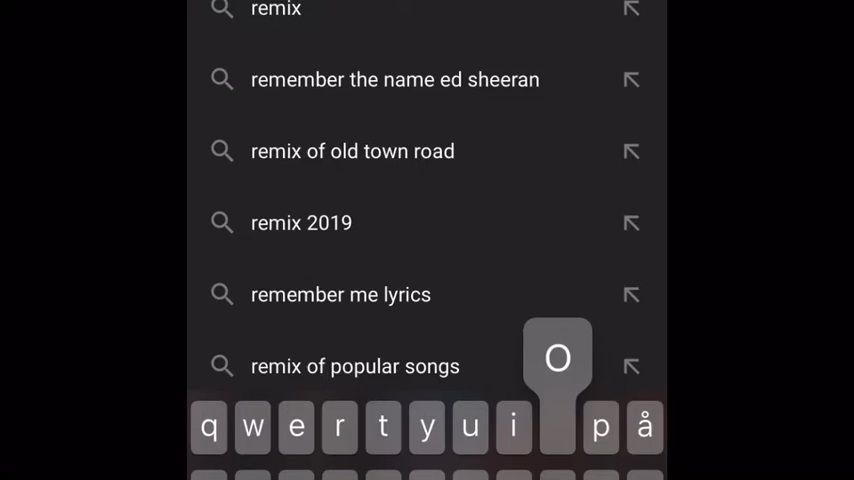 remix
remember the name ed sheeran
remix of old town road
remix 2019
remember me lyrics
remix of popular songs
O
q w e r t y u i p å